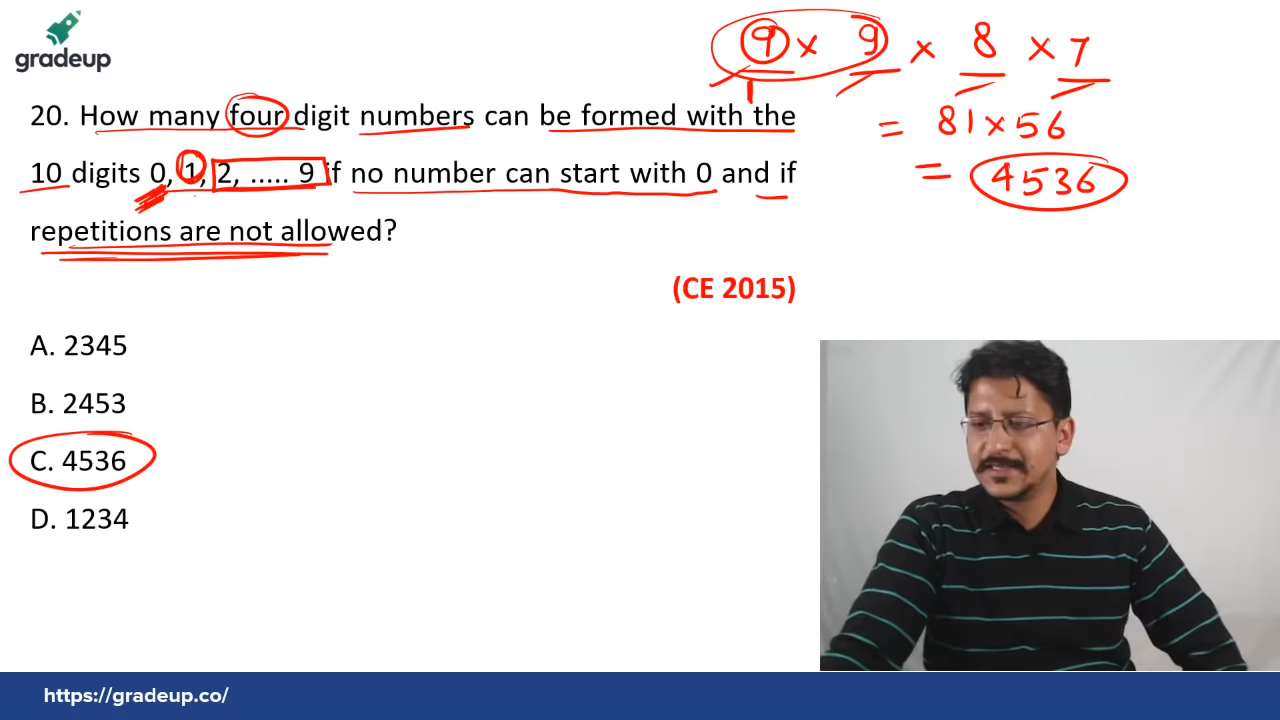 gradeup
9 × 9 × 8 × 7
= 81 × 56
= 4536
20. How many four digit numbers can be formed with the
10 digits 0, 1, 2, ..... 9 if no number can start with 0 and if
repetitions are not allowed?
(CE 2015)
A. 2345
B. 2453
C. 4536
D. 1234
https://gradeup.co/